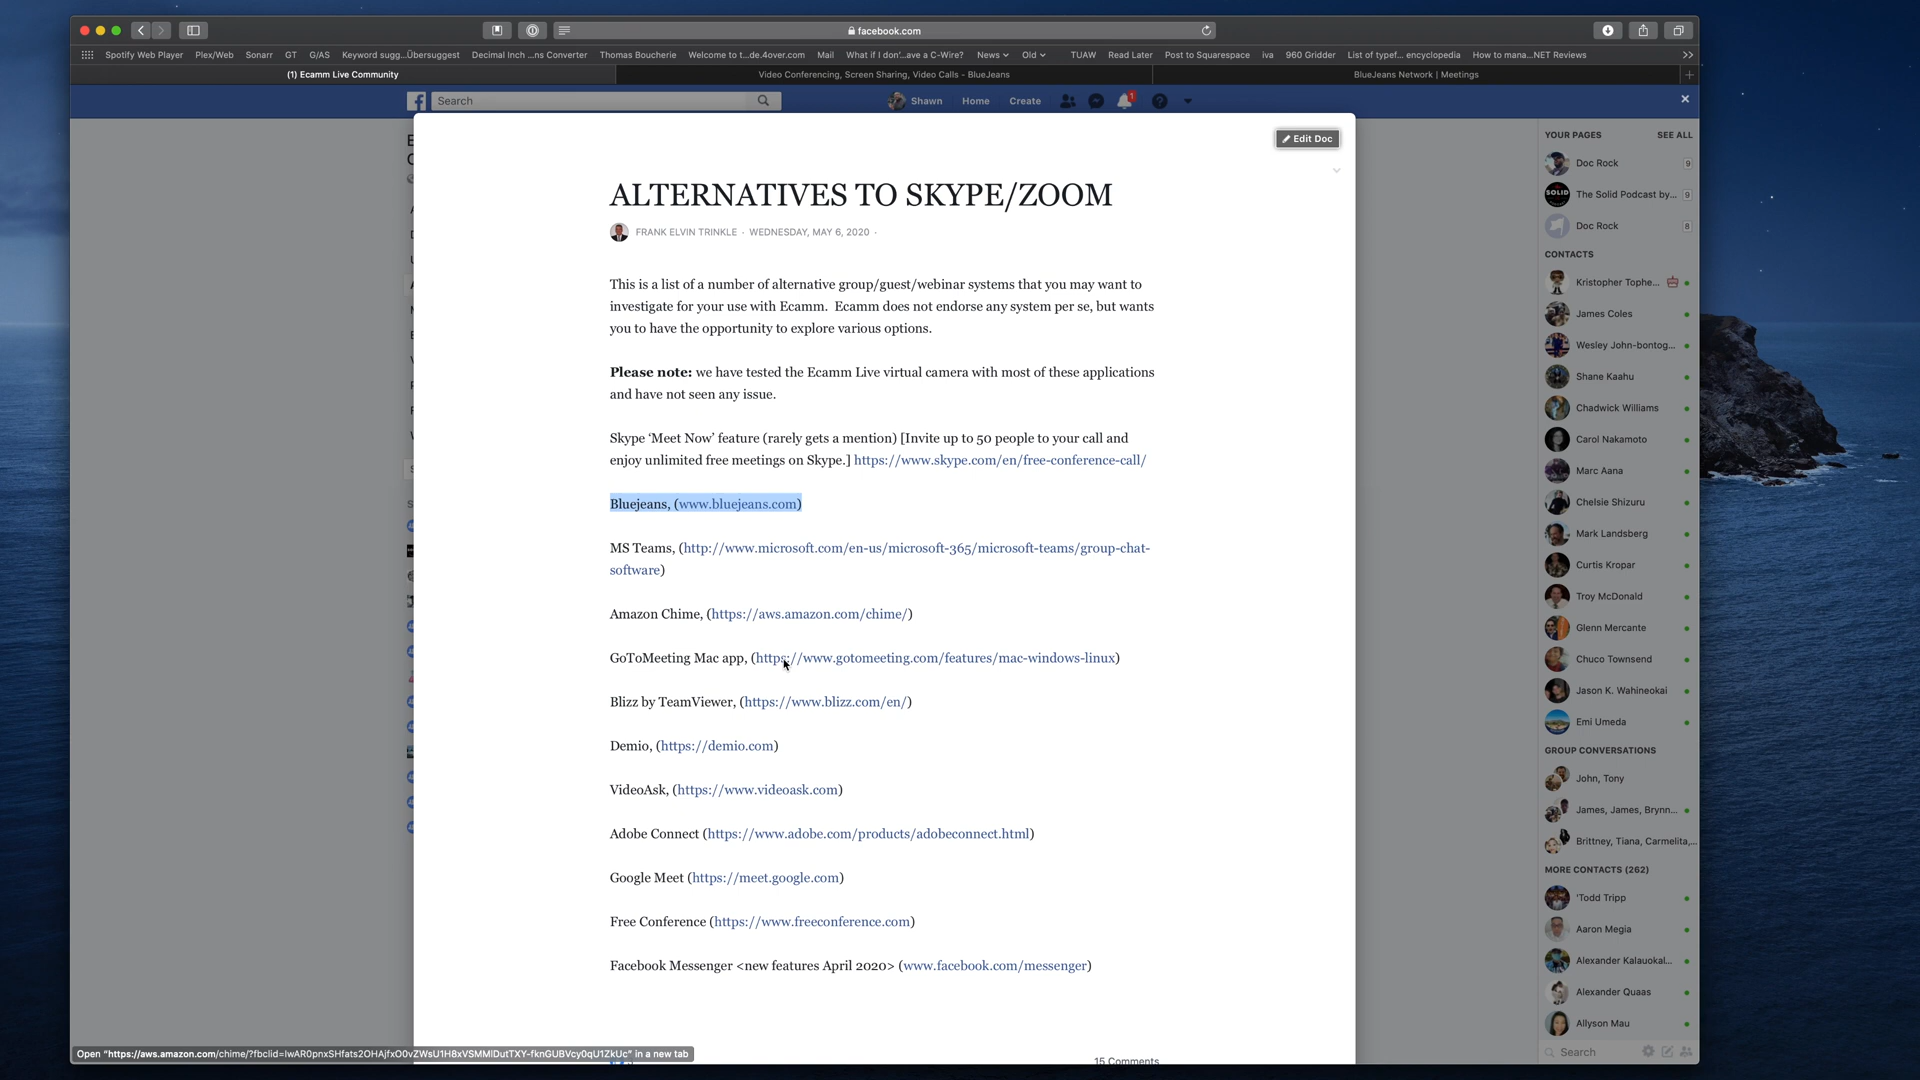 facebook.com
Spotify Web Player
Plex/Web
Sonarr
GT
G/AS
Keyword sugg...Übersuggest
Decimal Inch ...ns Converter
Thomas Boucherie
Welcome to t...de.4over.com
Mail
What if I don'...ave a C-Wire?
News
Old
TUAW
Read Later
Post to Squarespace
iva
960 Gridder
List of typef... encyclopedia
How to mana...NET Reviews
(1) Ecamm Live Community
Video Conferencing, Screen Sharing, Video Calls - BlueJeans
BlueJeans Network | Meetings
Search
Shawn
Home
Create
1
Edit Doc
ALTERNATIVES TO SKYPE/ZOOM
FRANK ELVIN TRINKLE · WEDNESDAY, MAY 6, 2020 ·
This is a list of a number of alternative group/guest/webinar systems that you may want to
investigate for your use with Ecamm. Ecamm does not endorse any system per se, but wants
you to have the opportunity to explore various options.
Please note: we have tested the Ecamm Live virtual camera with most of these applications
and have not seen any issue.
Skype ‘Meet Now’ feature (rarely gets a mention) [Invite up to 50 people to your call and
enjoy unlimited free meetings on Skype.] https://www.skype.com/en/free-conference-call/
Bluejeans, (www.bluejeans.com)
MS Teams, (http://www.microsoft.com/en-us/microsoft-365/microsoft-teams/group-chat-
software)
Amazon Chime, (https://aws.amazon.com/chime/)
GoToMeeting Mac app, (https://www.gotomeeting.com/features/mac-windows-linux)
Blizz by TeamViewer, (https://www.blizz.com/en/)
Demio, (https://demio.com)
VideoAsk, (https://www.videoask.com)
Adobe Connect (https://www.adobe.com/products/adobeconnect.html)
Google Meet (https://meet.google.com)
Free Conference (https://www.freeconference.com)
Facebook Messenger <new features April 2020> (www.facebook.com/messenger)
15 Comments
YOUR PAGES SEE ALL
Doc Rock 9
The Solid Podcast by... 9
Doc Rock 8
CONTACTS
Kristopher Tophe...
James Coles
Wesley John-bontog...
Shane Kaahu
Chadwick Williams
Carol Nakamoto
Marc Aana
Chelsie Shizuru
Mark Landsberg
Curtis Kropar
Troy McDonald
Glenn Mercante
Chuco Townsend
Jason K. Wahineokai
Emi Umeda
GROUP CONVERSATIONS
John, Tony
James, James, Brynn...
Brittney, Tiana, Carmelita,...
MORE CONTACTS (262)
'Todd Tripp
Aaron Megia
Alexander Kalauokal...
Alexander Quaas
Allyson Mau
Search